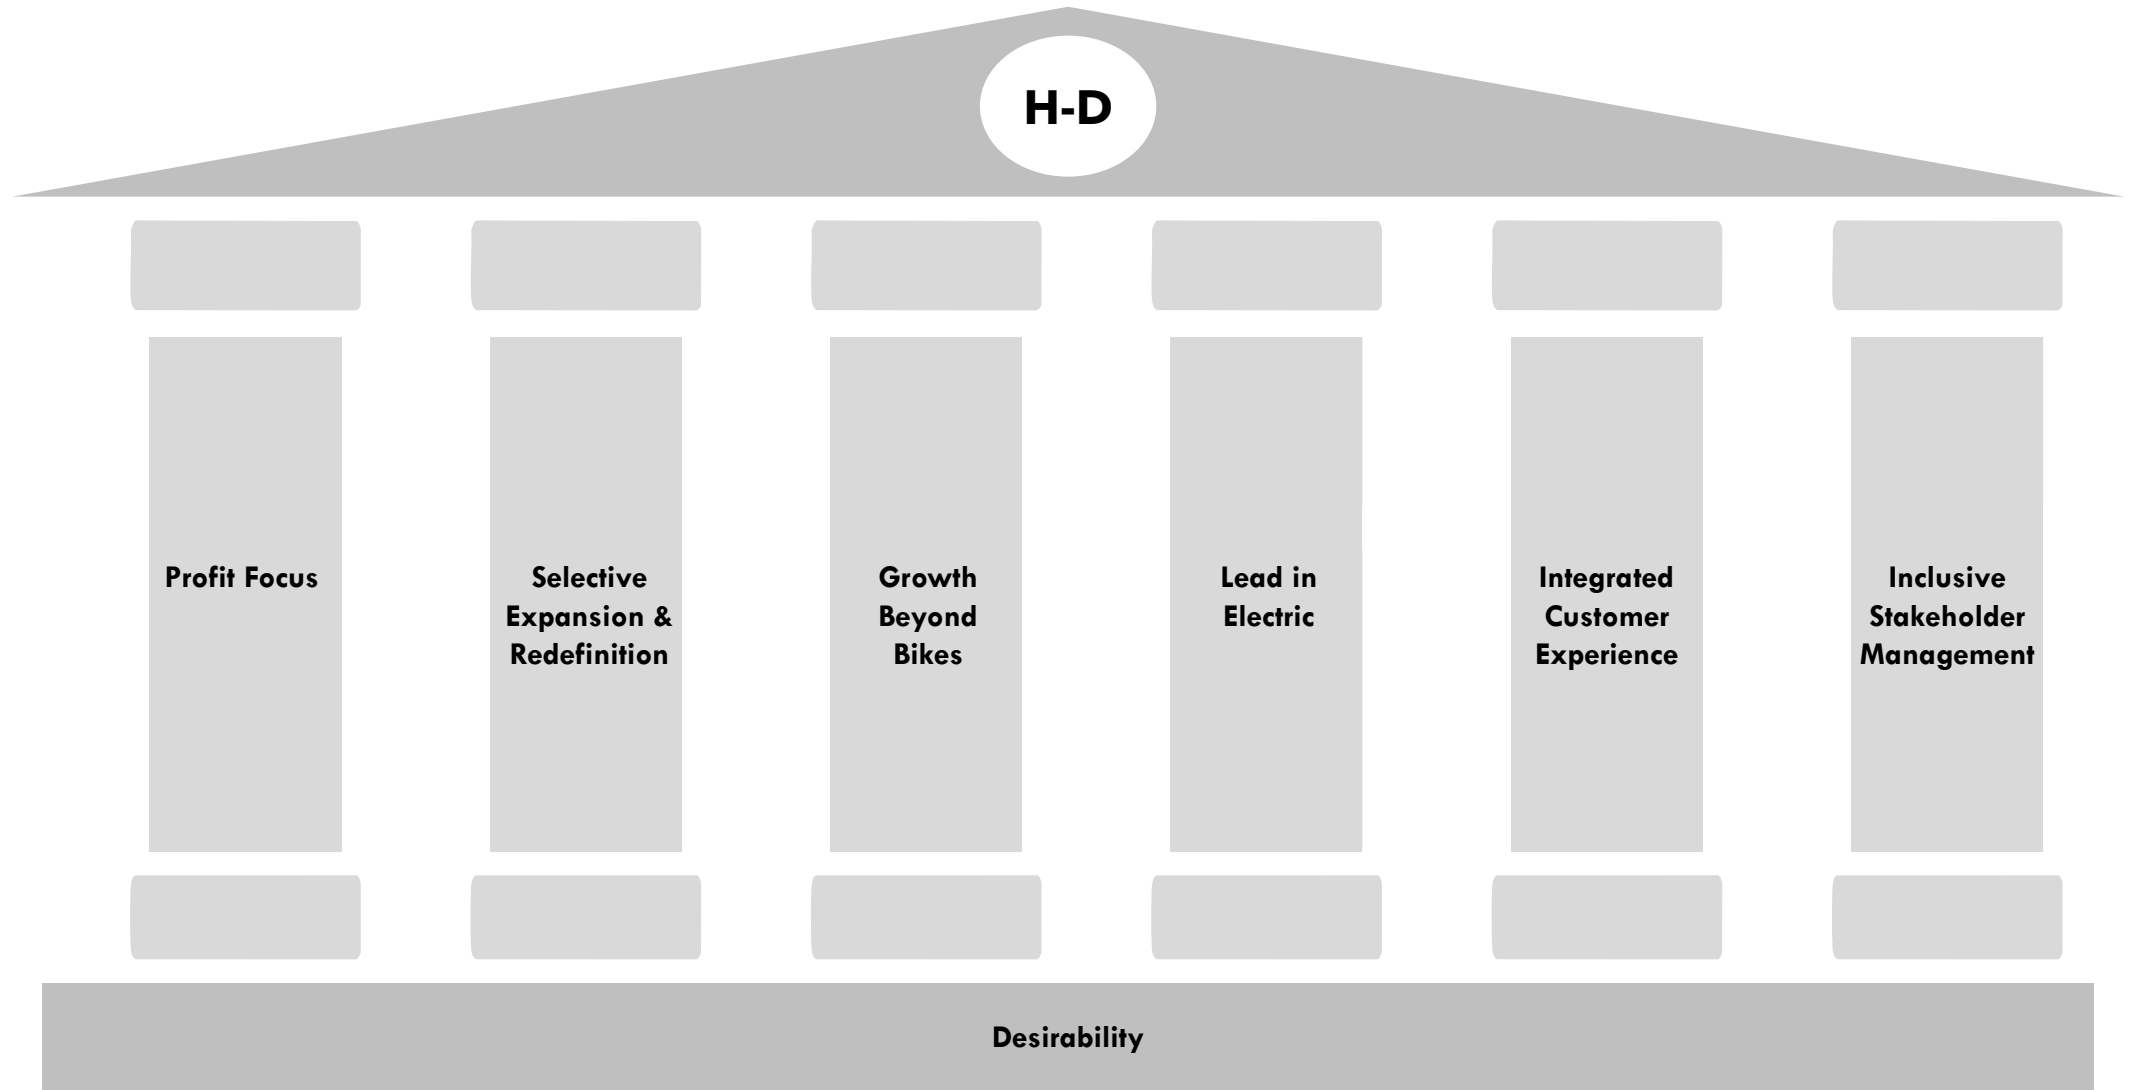 H-D
Profit Focus
Selective
Expansion &
Redefinition
Growth
Beyond
Bikes
Lead in
Electric
Integrated
Customer
Experience
Inclusive
Stakeholder
Management
Desirability